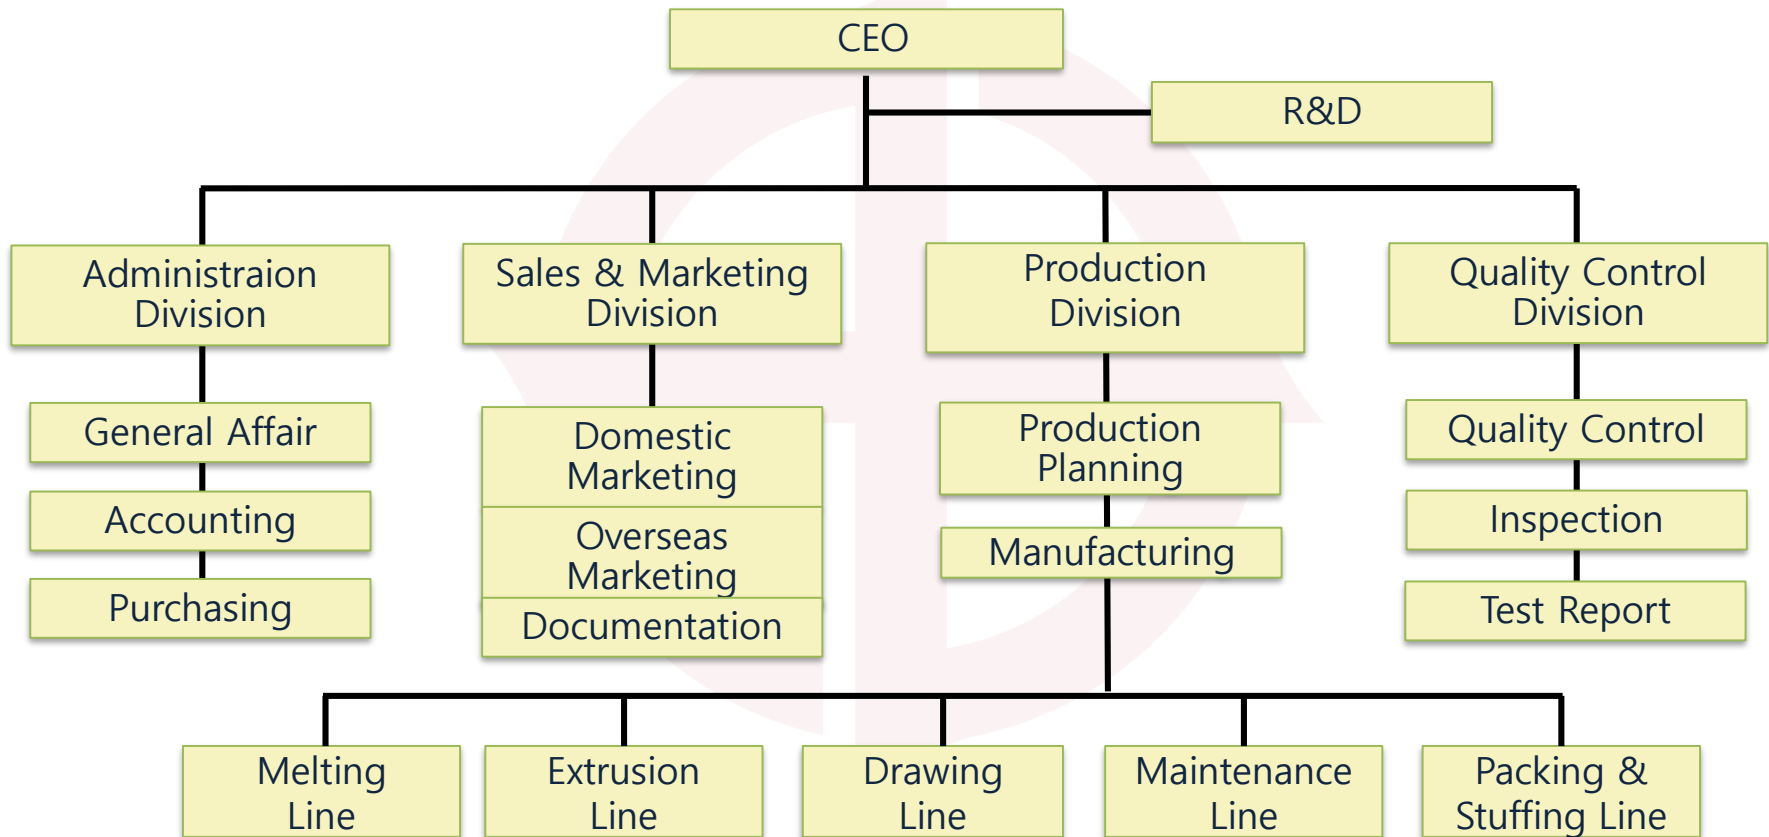 CEO
R&D
Administraion
Division
Sales & Marketing
Division
Production
Division
Quality Control
Division
General Affair
Accounting
Purchasing
Domestic
Marketing
Overseas
Marketing
Documentation
Production
Planning
Manufacturing
Quality Control
Inspection
Test Report
Melting
Line
Extrusion
Line
Drawing
Line
Maintenance
Line
Packing &
Stuffing Line